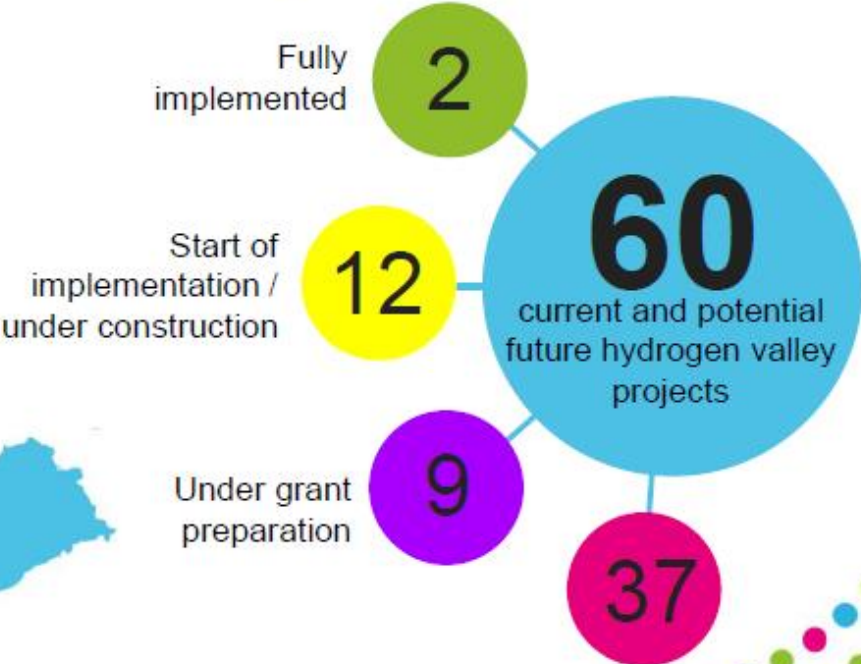 Fully
implemented
2
60
current and potential
future hydrogen valley
projects
Start of
implementation /
under construction
12
Under grant
preparation
9
37